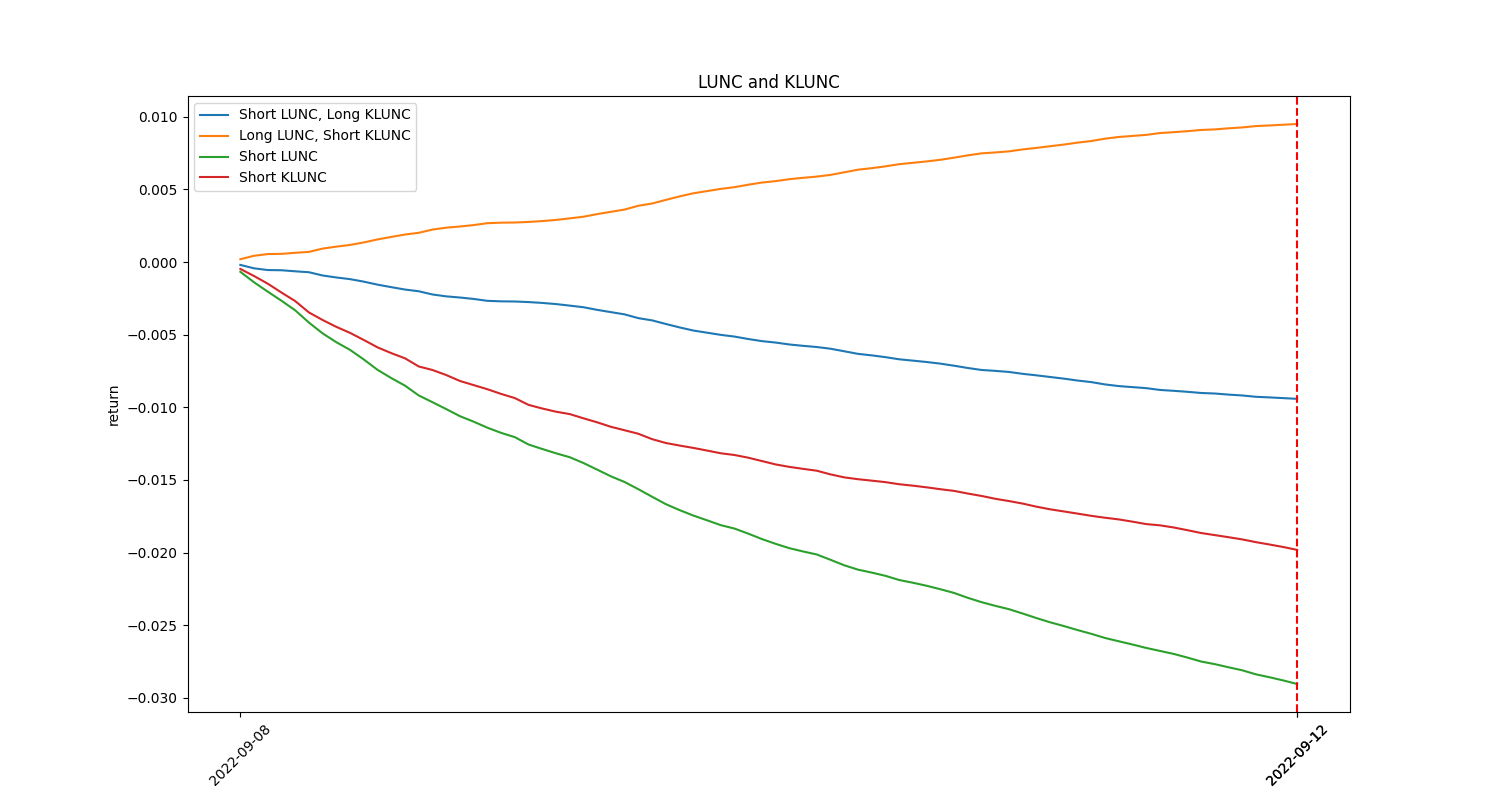 LUNC and KLUNC
Short LUNC, Long KLUNC
Long LUNC, Short KLUNC
Short LUNC
Short KLUNC
return
0.010
0.005
0.000
−0.005
−0.010
−0.015
−0.020
−0.025
−0.030
2022-09-08
2022-09-12